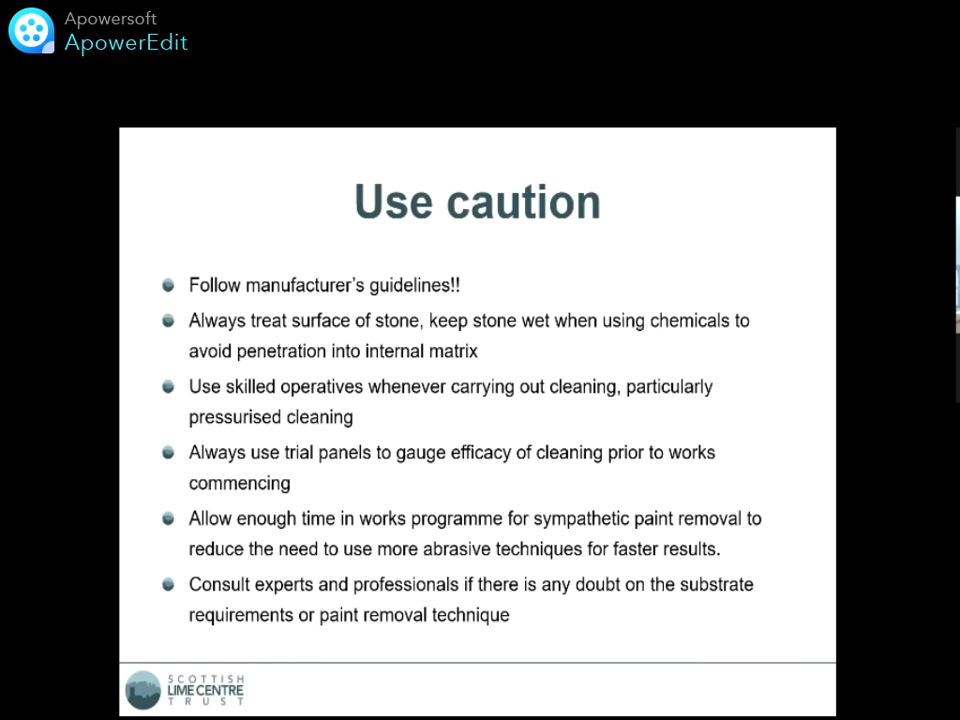 Apowersoft
ApowerEdit
Use caution
Follow manufacturer's guidelines!!
Always treat surface of stone, keep stone wet when using chemicals to
avoid penetration into internal matrix
Use skilled operatives whenever carrying out cleaning, particularly
pressurised cleaning
Always use trial panels to gauge efficacy of cleaning prior to works
commencing
Allow enough time in works programme for sympathetic paint removal to
reduce the need to use more abrasive techniques for faster results.
Consult experts and professionals if there is any doubt on the substrate
requirements or paint removal technique
SCOTTISH
LIME CENTRE
TRUST